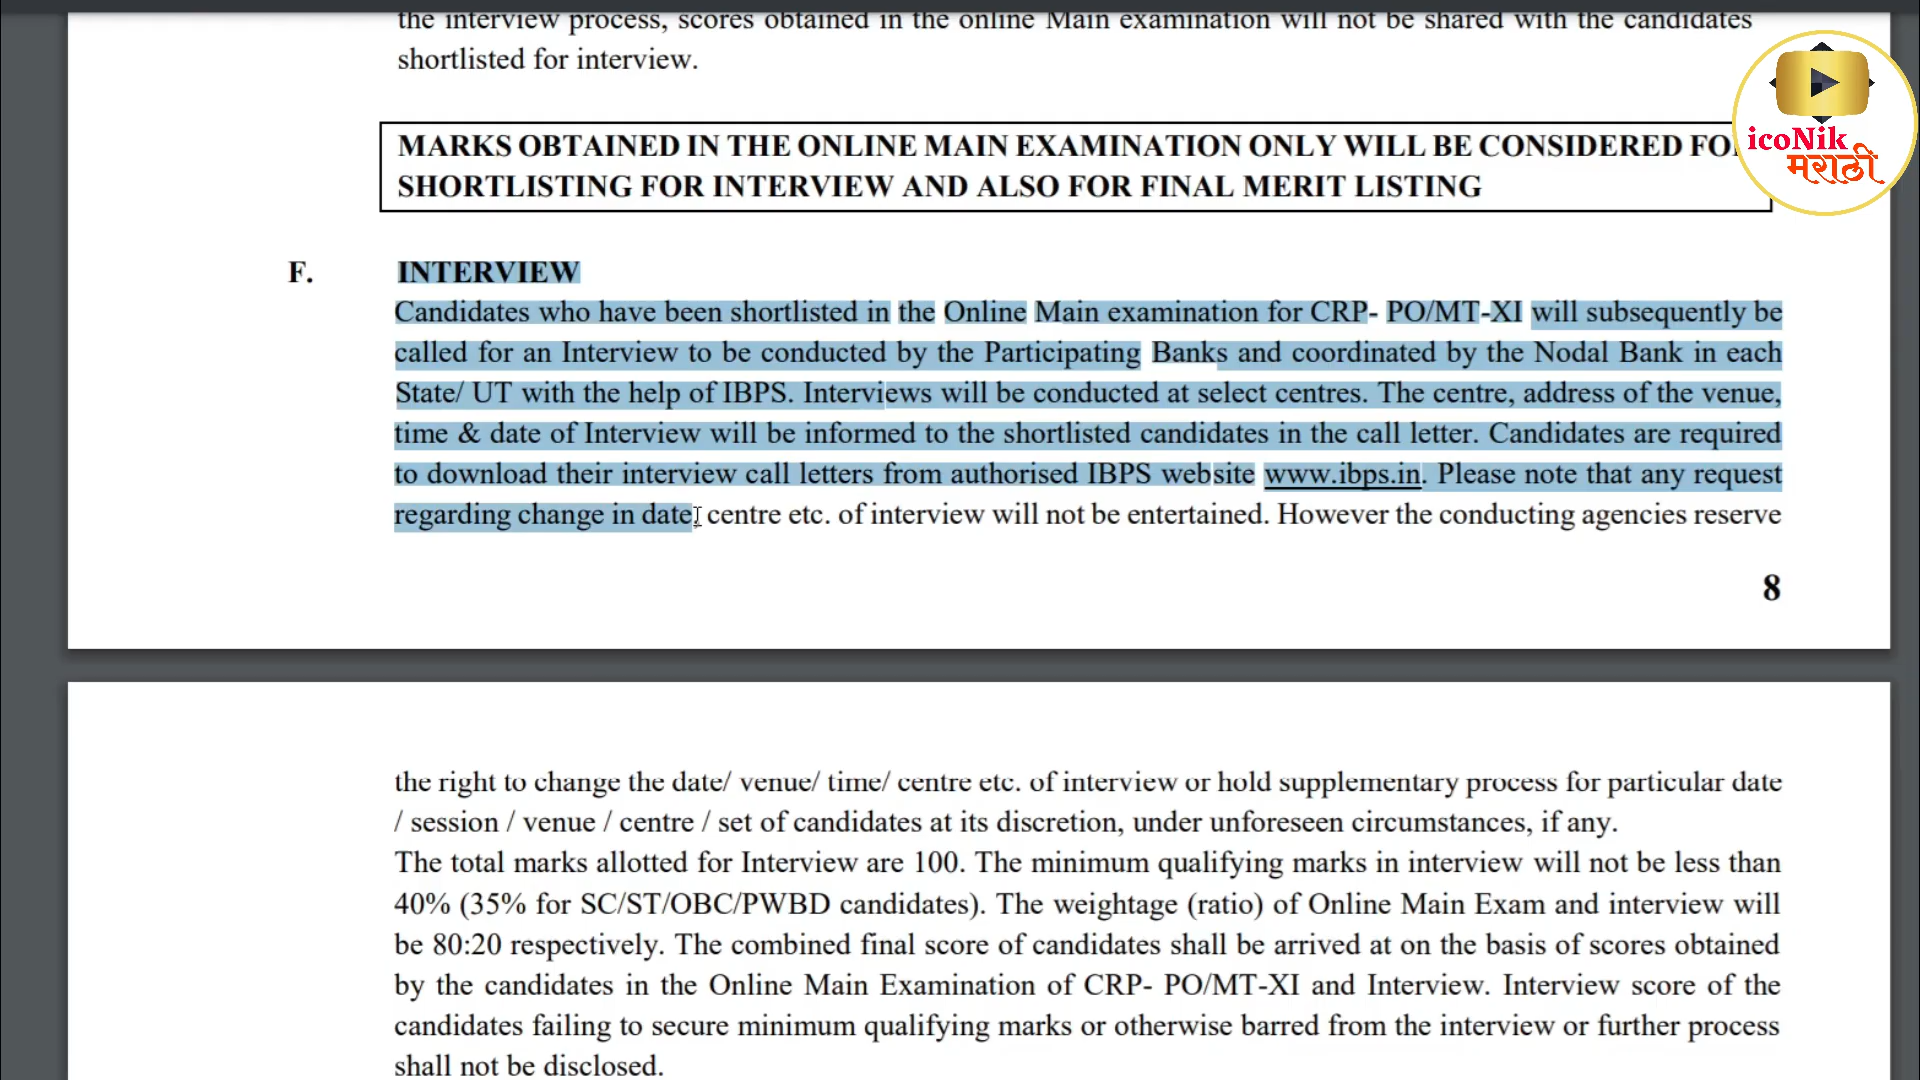 the interview process, scores obtained in the online Main examination will not be shared with the candidates
shortlisted for interview.
MARKS OBTAINED IN THE ONLINE MAIN EXAMINATION ONLY WILL BE CONSIDERED FO
SHORTLISTING FOR INTERVIEW AND ALSO FOR FINAL MERIT LISTING
icoNik
मराठी
F. INTERVIEW
Candidates who have been shortlisted in the Online Main examination for CRP- PO/MT-XI will subsequently be
called for an Interview to be conducted by the Participating Banks and coordinated by the Nodal Bank in each
State/ UT with the help of IBPS. Interviews will be conducted at select centres. The centre, address of the venue,
time & date of Interview will be informed to the shortlisted candidates in the call letter. Candidates are required
to download their interview call letters from authorised IBPS website www.ibps.in. Please note that any request
regarding change in date, centre etc. of interview will not be entertained. However the conducting agencies reserve
8
the right to change the date/ venue/ time/ centre etc. of interview or hold supplementary process for particular date
/ session / venue / centre / set of candidates at its discretion, under unforeseen circumstances, if any.
The total marks allotted for Interview are 100. The minimum qualifying marks in interview will not be less than
40% (35% for SC/ST/OBC/PWBD candidates). The weightage (ratio) of Online Main Exam and interview will
be 80:20 respectively. The combined final score of candidates shall be arrived at on the basis of scores obtained
by the candidates in the Online Main Examination of CRP- PO/MT-XI and Interview. Interview score of the
candidates failing to secure minimum qualifying marks or otherwise barred from the interview or further process
shall not be disclosed.